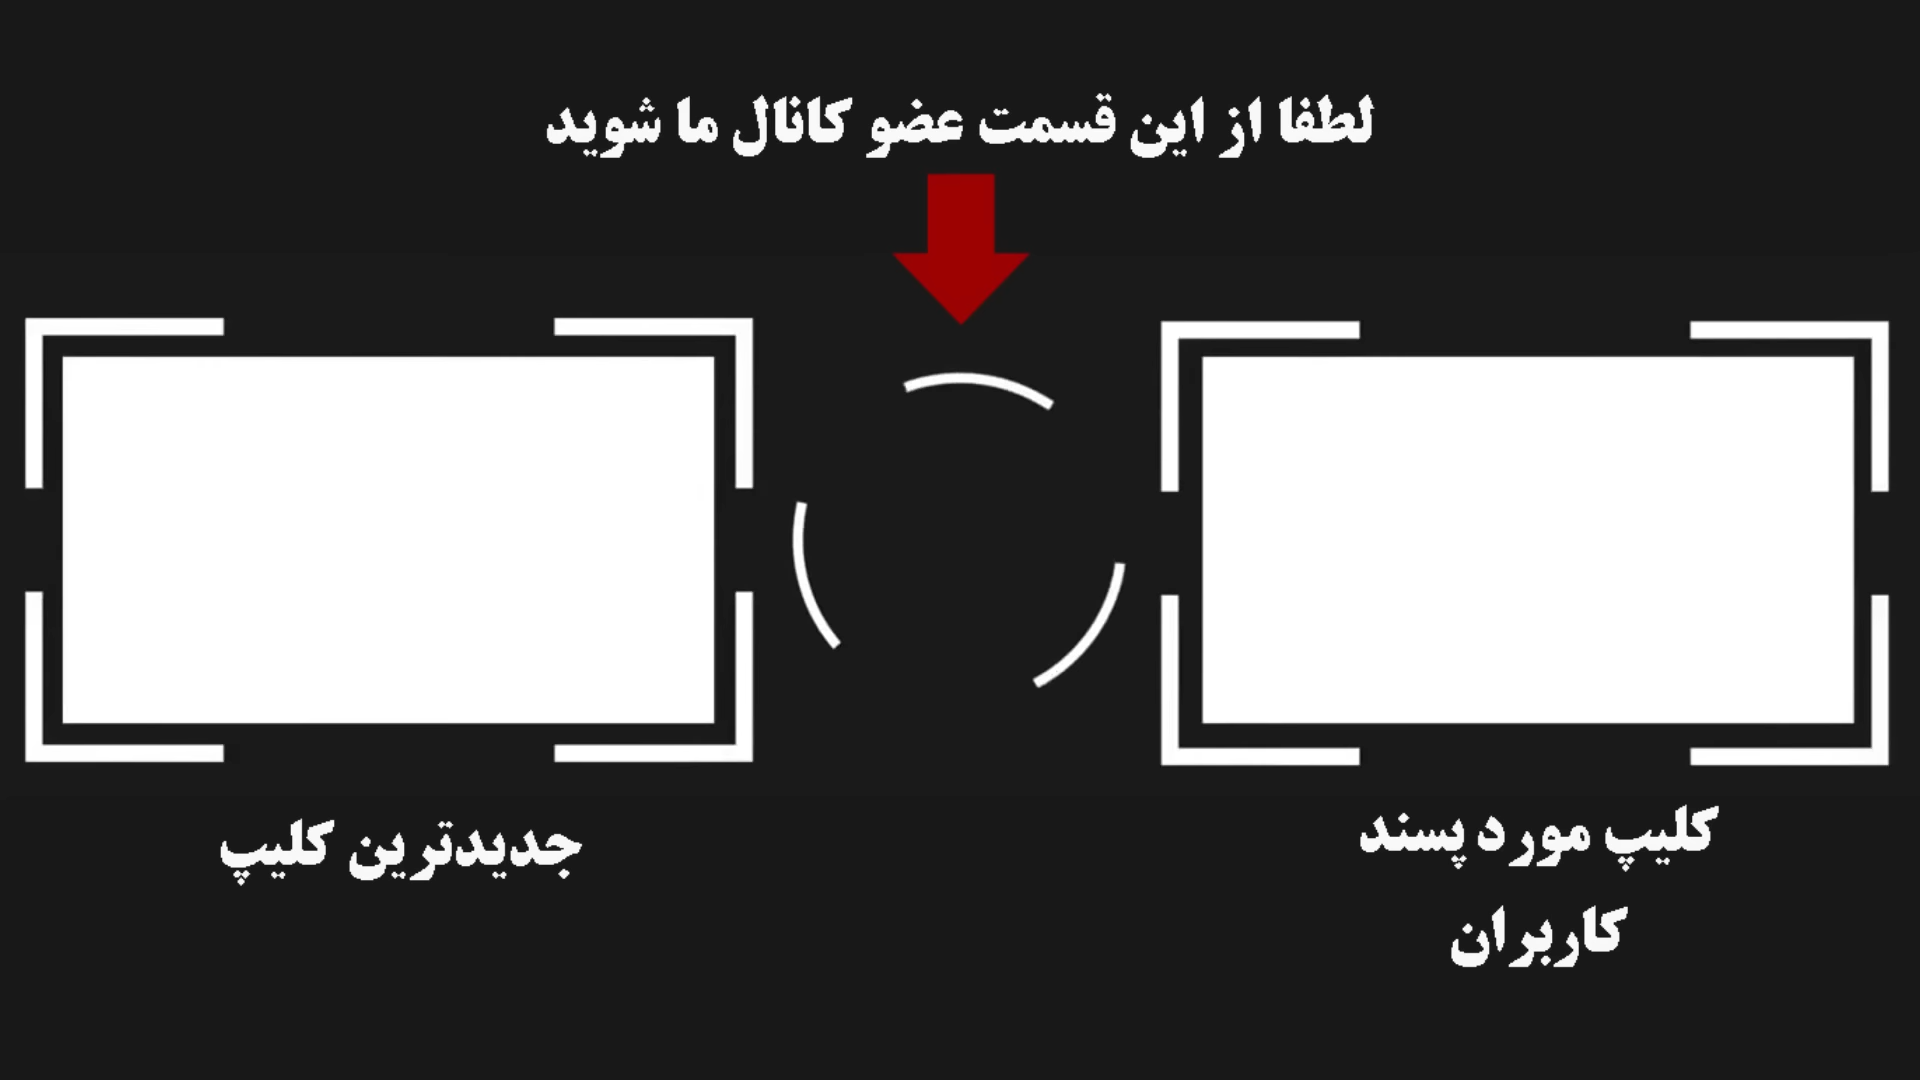 لطفا از این قسمت عضو کانال ما شوید
کلیپ مورد پسند
کاربران
جدیدترین کلیپ